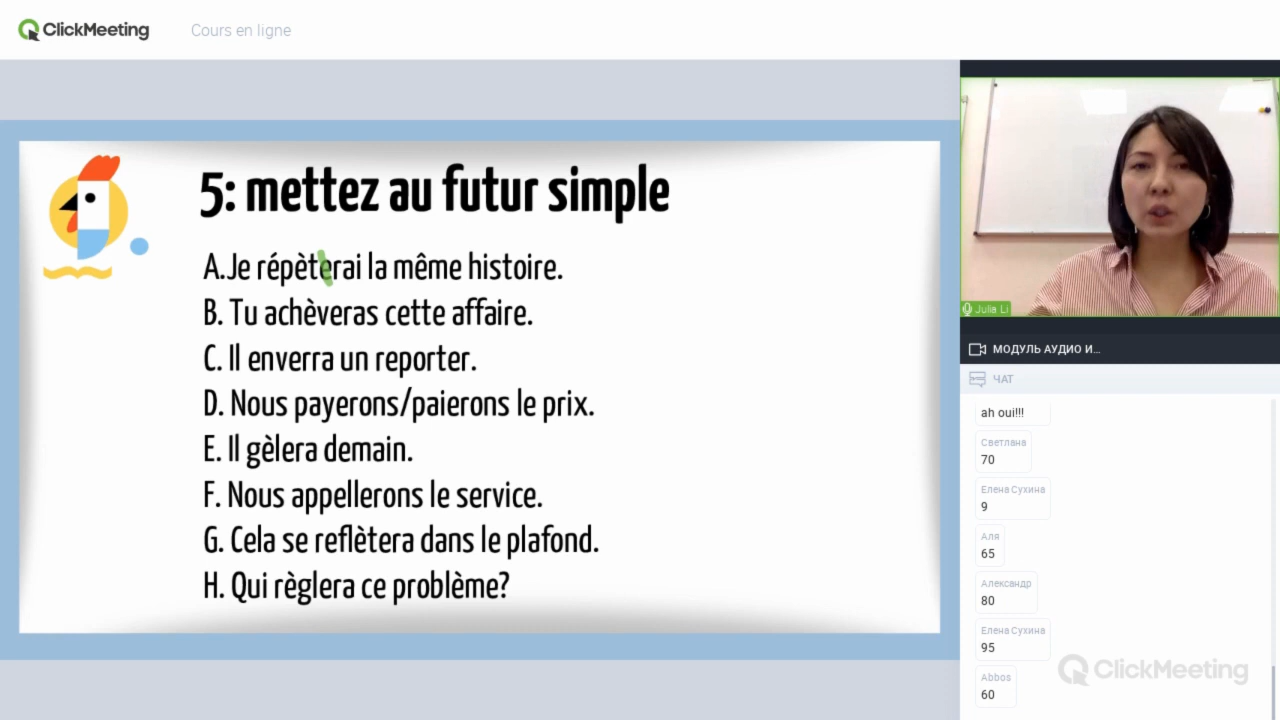 ClickMeeting
Cours en ligne
5: mettez au futur simple
A.Je répèterai la même histoire.
B. Tu achèveras cette affaire.
C. Il enverra un reporter.
D. Nous payerons/paierons le prix.
E. Il gèlera demain.
F. Nous appellerons le service.
G. Cela se reflètera dans le plafond.
H. Qui règlera ce problème?
Julia Li
МОДУЛЬ АУДИО И...
ЧАТ
ah oui!!!
Светлана
70
Елена Сухина
9
Аля
65
Александр
80
Елена Сухина
95
Abbos
60
ClickMeeting